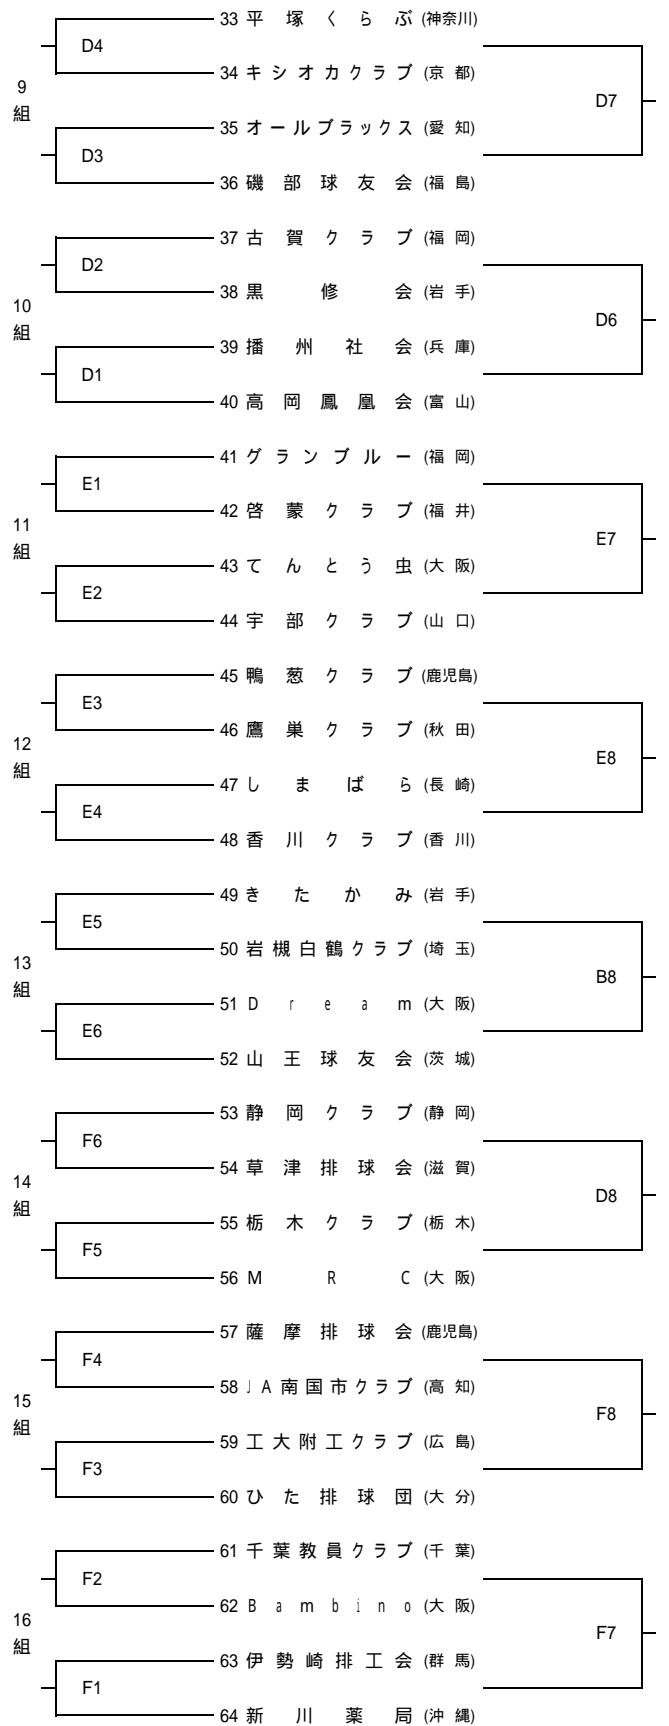 33 平塚くらぶ (神奈川)
D4
34 キシオカクラブ (京都)
9組
D7
35 オールブラックス (愛知)
D3
36 磯部球友会 (福島)
37 古賀クラブ (福岡)
D2
38 黒修会 (岩手)
10組
D6
39 播州社会 (兵庫)
D1
40 高岡鳳凰会 (富山)
41 グランブルー (福岡)
E1
42 啓蒙クラブ (福井)
11組
E7
43 てんとう虫 (大阪)
E2
44 宇部クラブ (山口)
45 鴨葱クラブ (鹿児島)
E3
46 鷹巣クラブ (秋田)
12組
E8
47 しまばら (長崎)
E4
48 香川クラブ (香川)
49 きたかみ (岩手)
E5
50 岩槻白鶴クラブ (埼玉)
13組
B8
51 Dream (大阪)
E6
52 山王球友会 (茨城)
53 静岡クラブ (静岡)
F6
54 草津排球会 (滋賀)
14組
D8
55 栃木クラブ (栃木)
F5
56 MRC (大阪)
57 薩摩排球会 (鹿児島)
F4
58 JA南国市クラブ (高知)
15組
F8
59 工大附工クラブ (広島)
F3
60 ひた排球団 (大分)
61 千葉教員クラブ (千葉)
F2
62 Bambino (大阪)
16組
F7
63 伊勢崎排工会 (群馬)
F1
64 新川薬局 (沖縄)